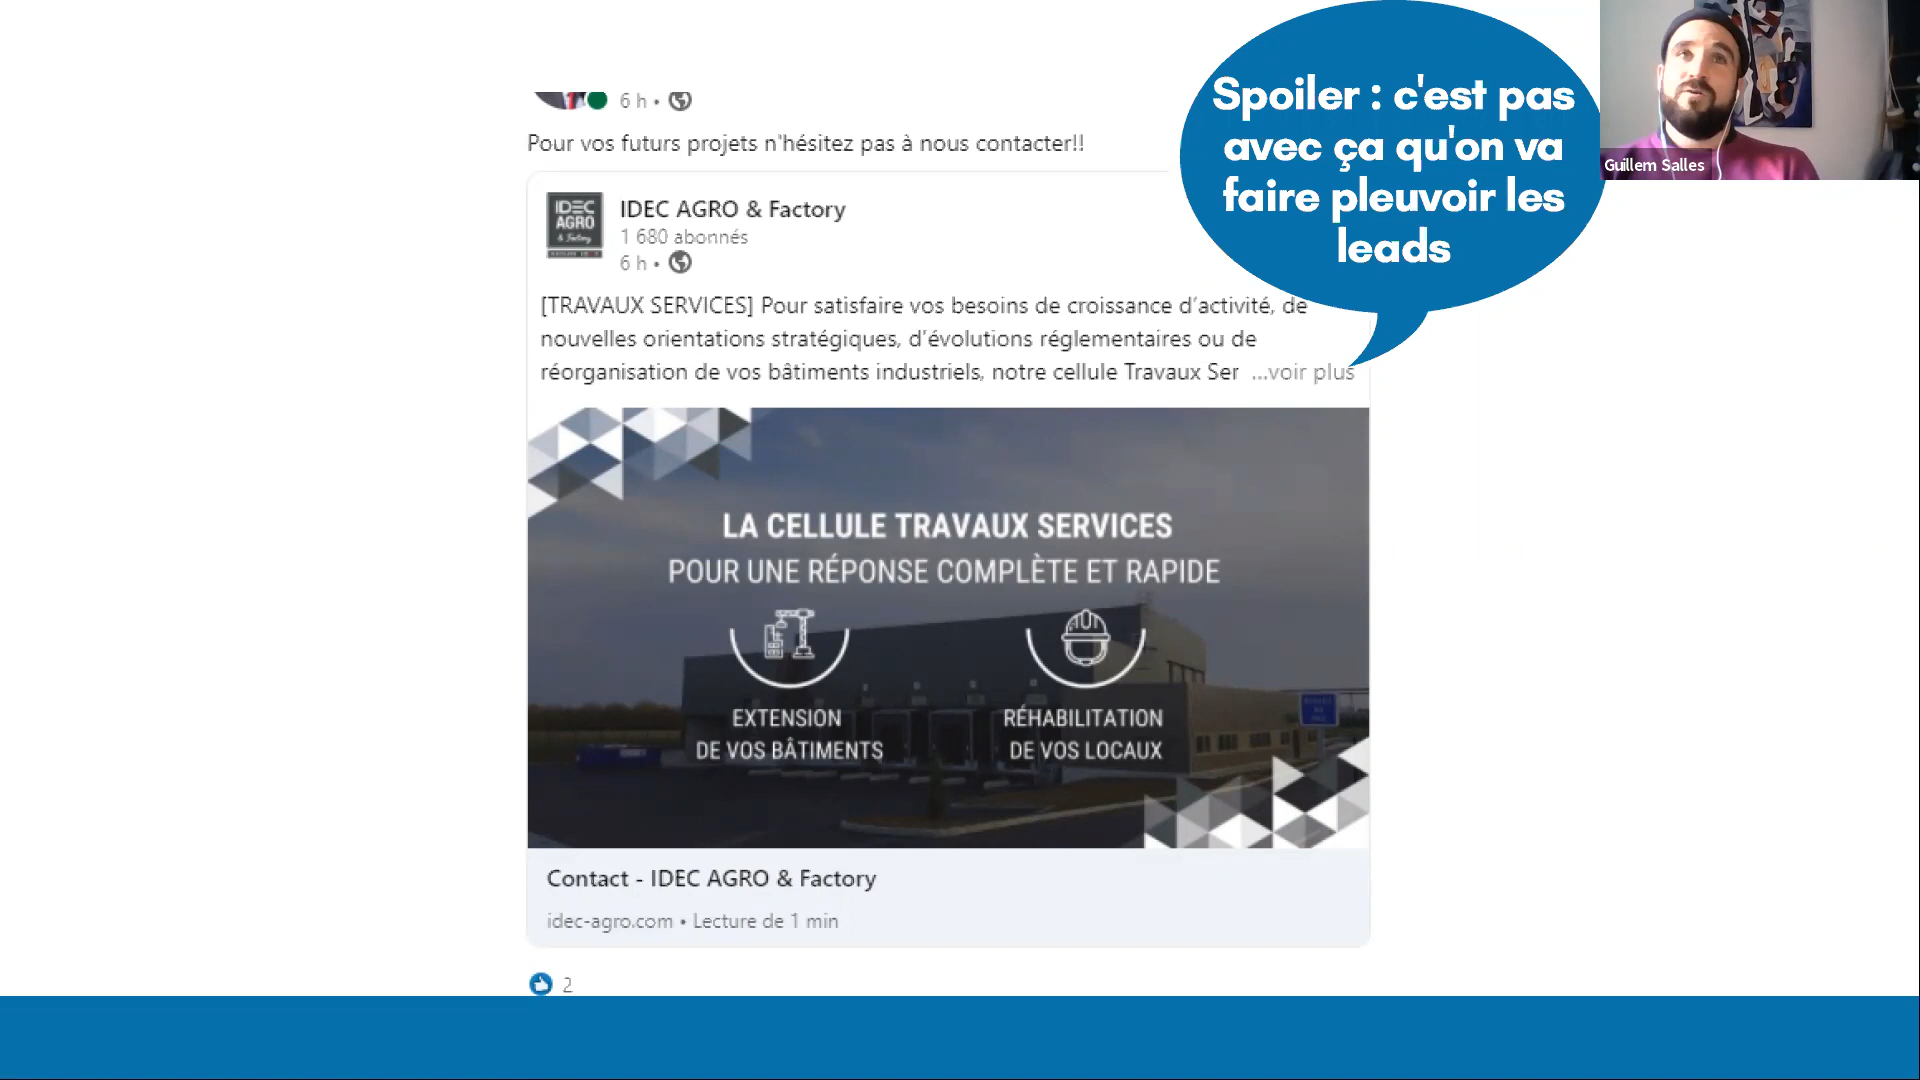 6 h •
Pour vos futurs projets n'hésitez pas à nous contacter!!
IDEC
AGRO
& Factory
IDEC AGRO & Factory
1 680 abonnés
6 h •
[TRAVAUX SERVICES] Pour satisfaire vos besoins de croissance d’activité, de
nouvelles orientations stratégiques, d’évolutions réglementaires ou de
réorganisation de vos bâtiments industriels, notre cellule Travaux Ser ...voir plus
Spoiler : c'est pas
avec ça qu'on va
faire pleuvoir les
leads
Guillem Salles
LA CELLULE TRAVAUX SERVICES
POUR UNE RÉPONSE COMPLÈTE ET RAPIDE
EXTENSION
DE VOS BÂTIMENTS
RÉHABILITATION
DE VOS LOCAUX
Contact - IDEC AGRO & Factory
idec-agro.com • Lecture de 1 min
2